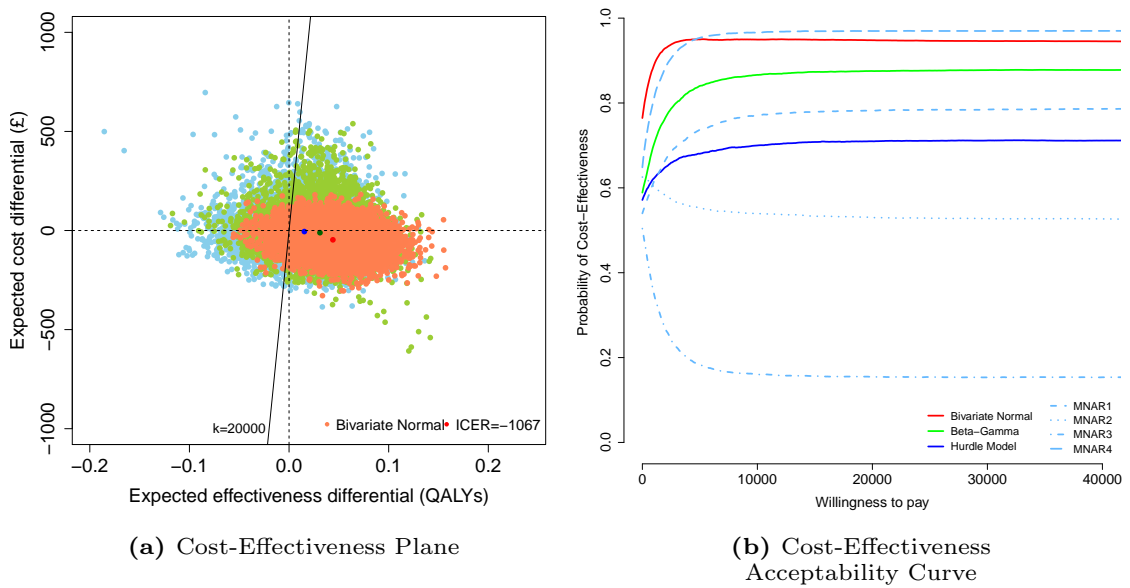 1000
500
0
−500
−1000
Expected cost differential (£)
k=20000
Bivariate Normal
ICER=−1067
−0.2
−0.1
0.0
0.1
0.2
Expected effectiveness differential (QALYs)
(a) Cost-Effectiveness Plane
1.0
0.8
0.6
0.4
0.2
0.0
Probability of Cost−Effectiveness
Bivariate Normal
Beta−Gamma
Hurdle Model
MNAR1
MNAR2
MNAR3
MNAR4
0
10000
20000
30000
40000
Willingness to pay
(b) Cost-Effectiveness
Acceptability Curve